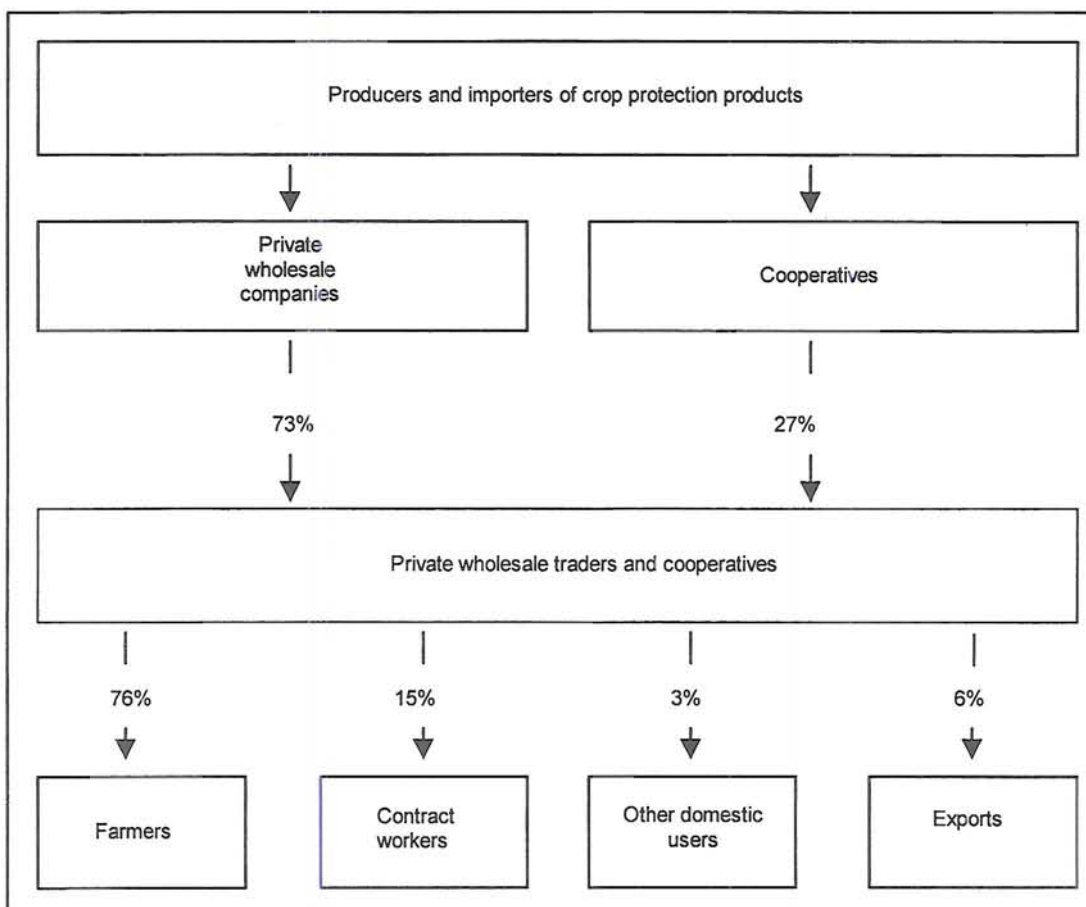 Producers and importers of crop protection products
Private
wholesale
companies
Cooperatives
73%
27%
Private wholesale traders and cooperatives
76%
15%
3%
6%
Farmers
Contract
workers
Other domestic
users
Exports